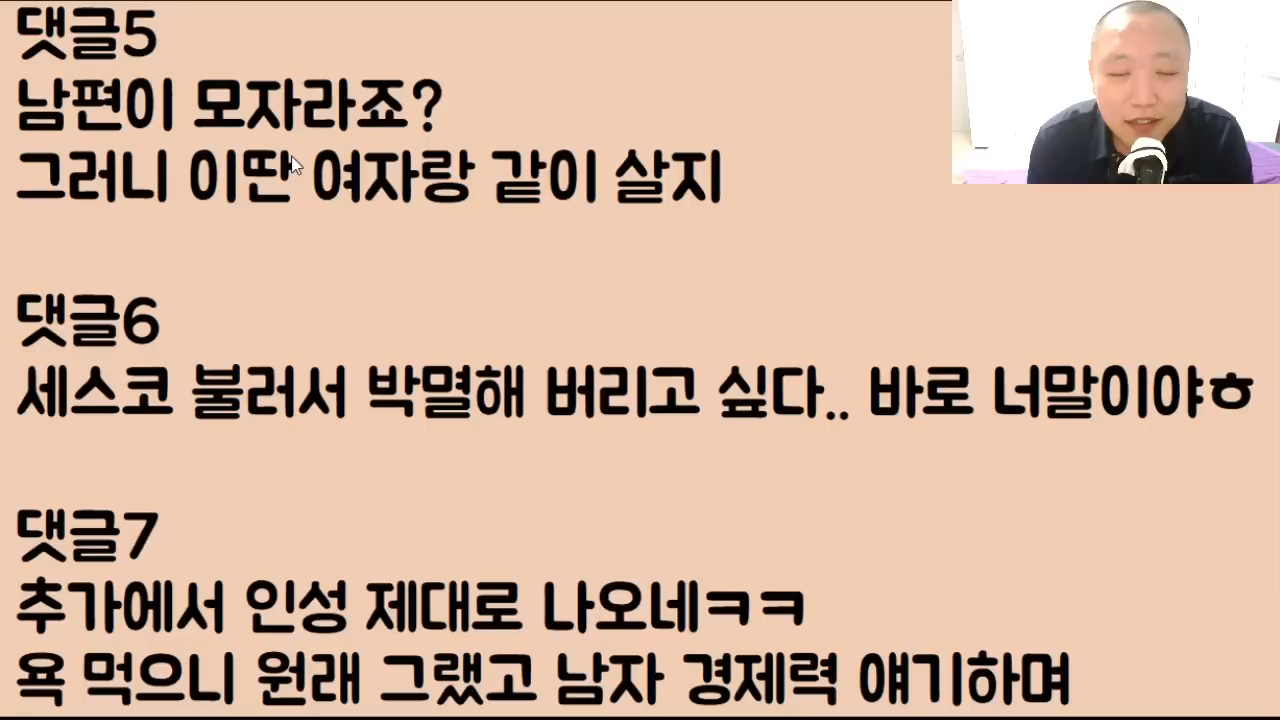 댓글5
남편이 모자라죠?
그러니 이딴 여자랑 같이 살지
댓글6
세스코 불러서 박멸해 버리고 싶다.. 바로 너말이야ㅎ
댓글7
추가에서 인성 제대로 나오네ㅋㅋ
욕 먹으니 원래 그랬고 남자 경제력 얘기하며